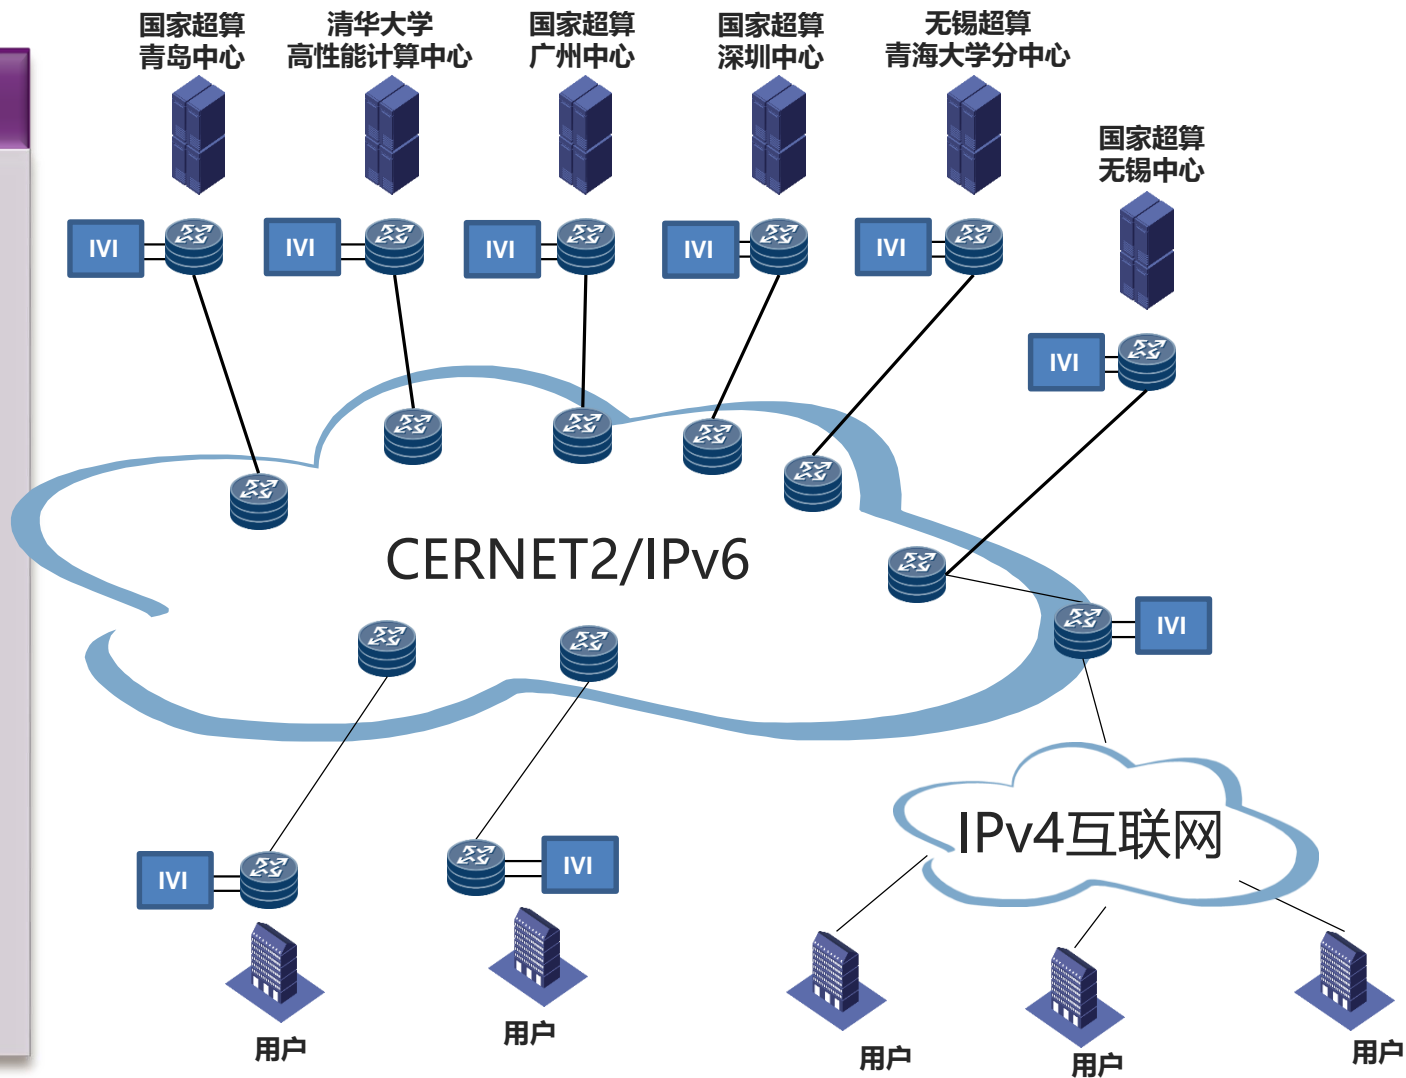 国家超算
青岛中心
清华大学
高性能计算中心
国家超算
广州中心
国家超算
深圳中心
无锡超算
青海大学分中心
国家超算
无锡中心
IVI
IVI
IVI
IVI
IVI
IVI
CERNET2/IPv6
IVI
IPv4互联网
IVI
IVI
用户
用户
用户
用户
用户